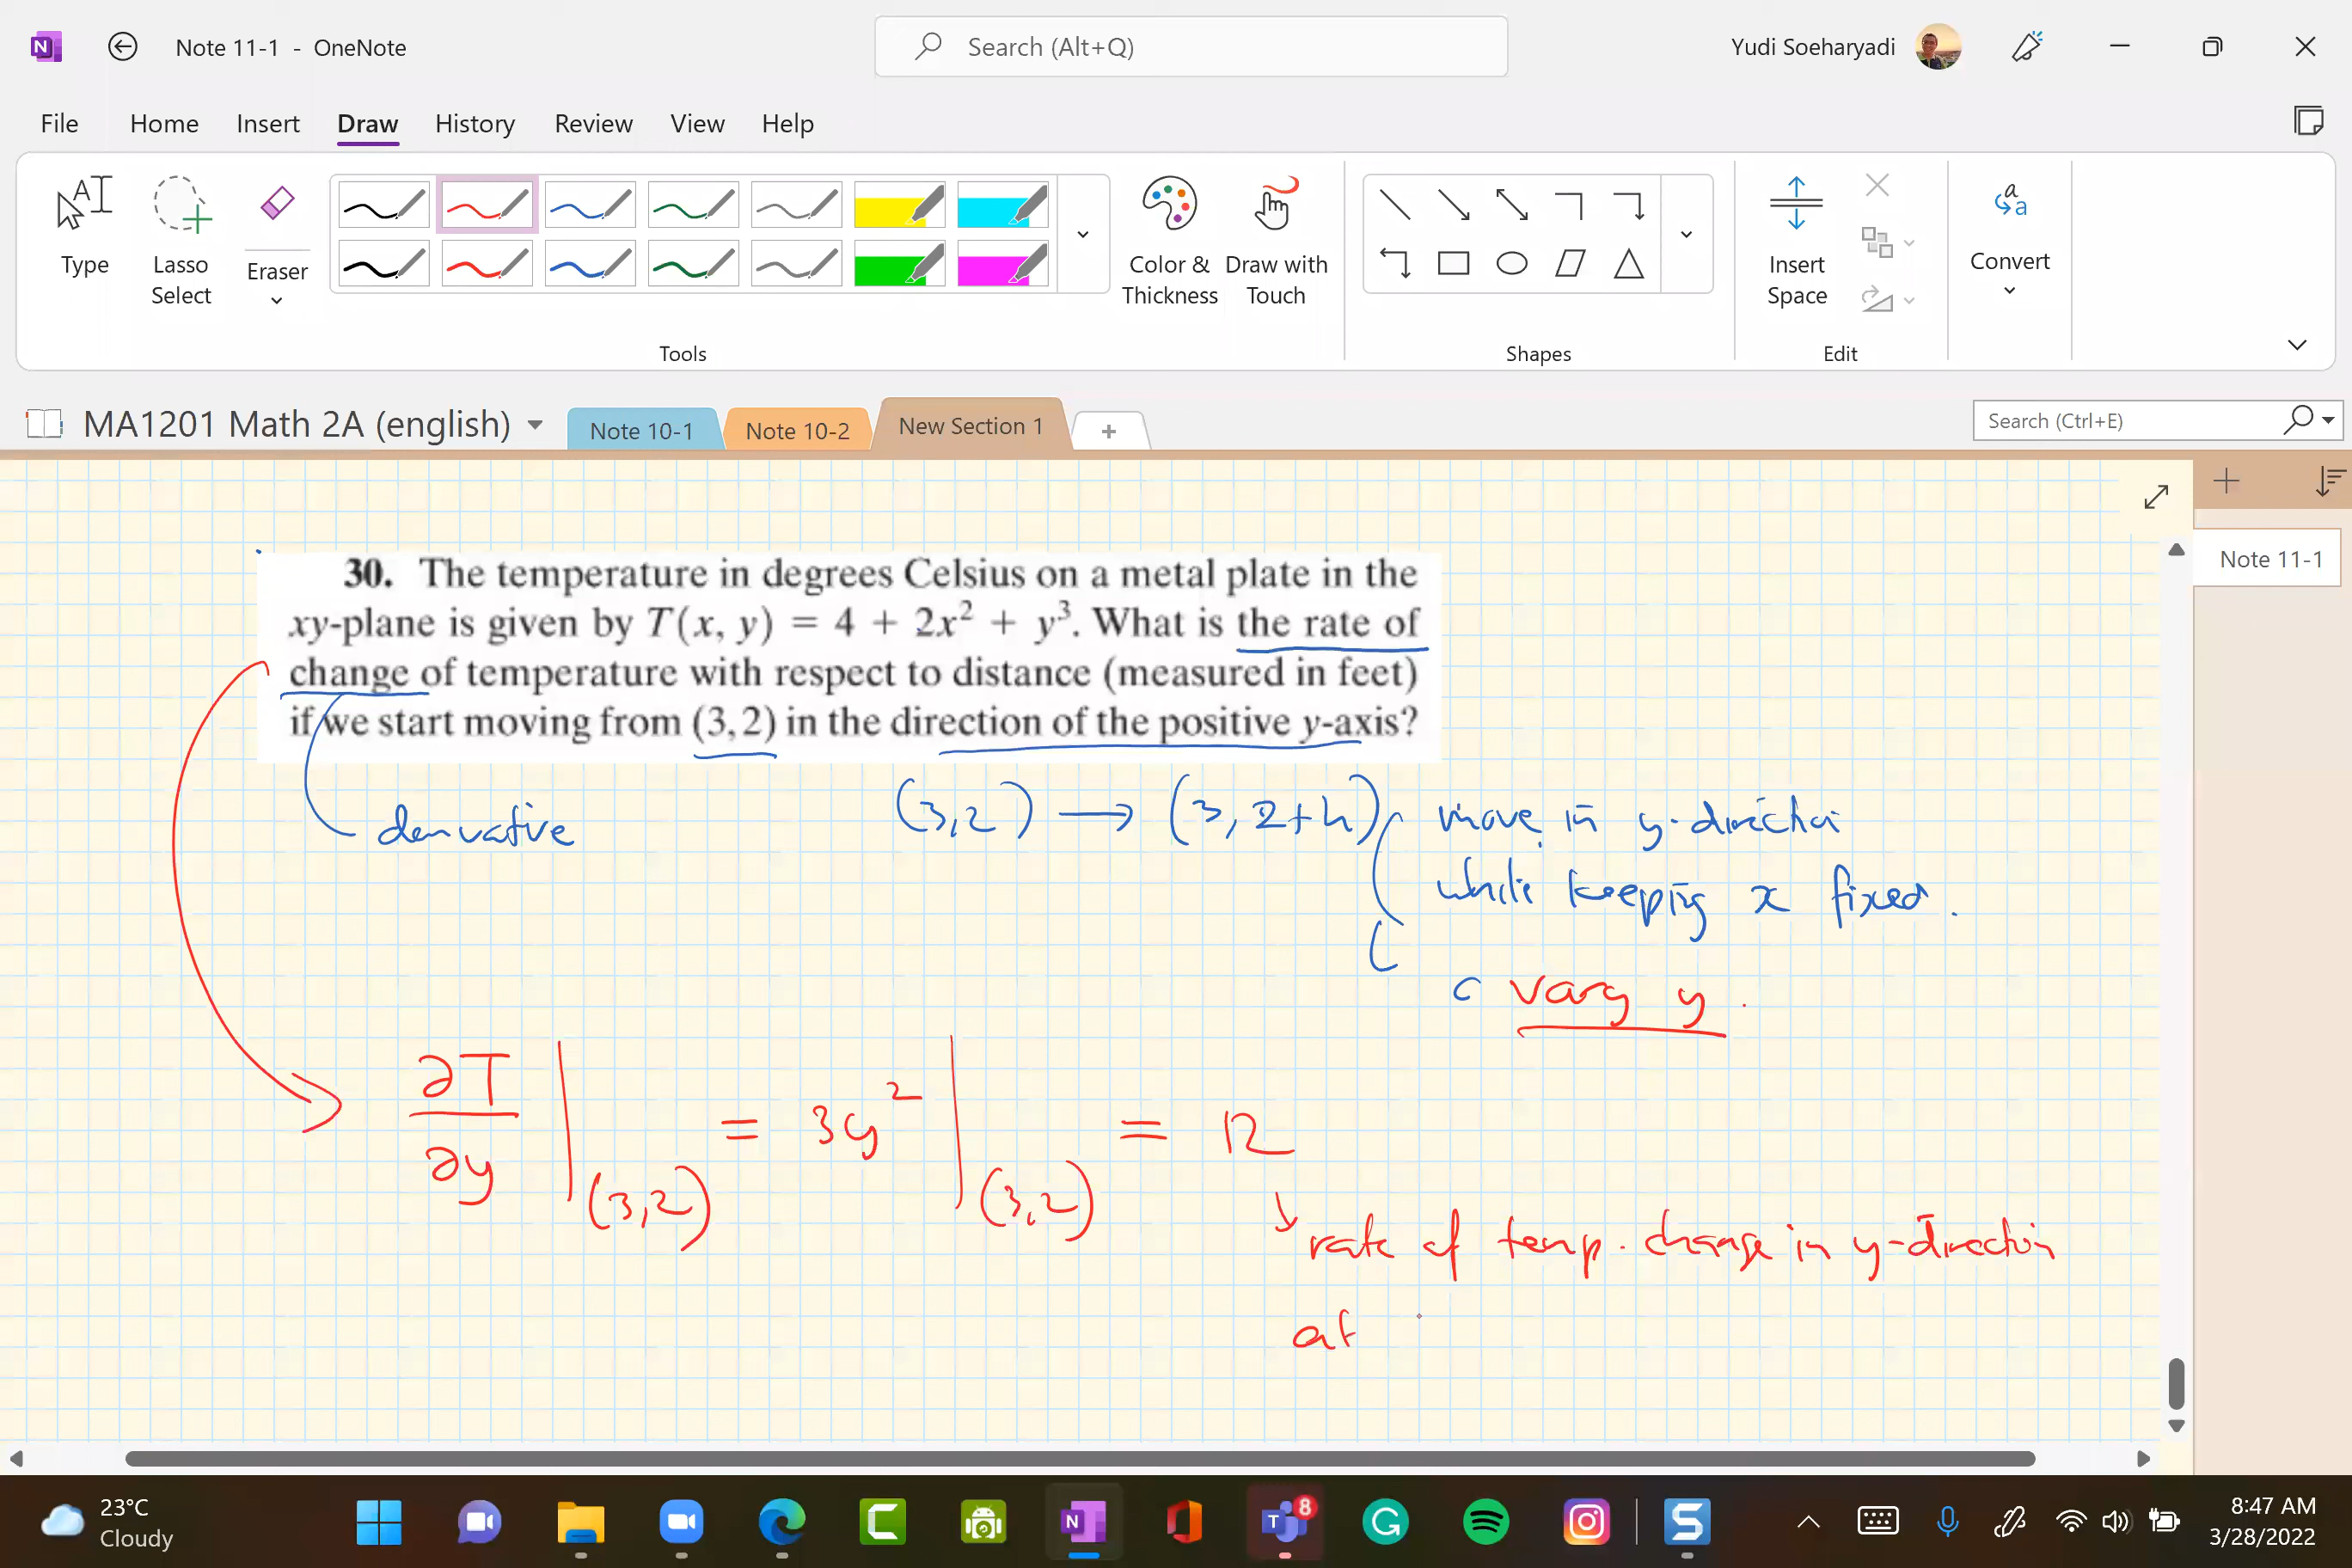 Note 11-1 - OneNote
Search (Alt+Q)
Yudi Soeharyadi
File Home Insert Draw History Review View Help
Type
Lasso Select
Eraser
Color & Thickness
Draw with Touch
Insert Space
Convert
Tools
Shapes
Edit
MA1201 Math 2A (english)
Note 10-1
Note 10-2
New Section 1
Search (Ctrl+E)
Note 11-1
30. The temperature in degrees Celsius on a metal plate in the
xy-plane is given by T(x, y) = 4 + 2x² + y³. What is the rate of
change of temperature with respect to distance (measured in feet)
if we start moving from (3, 2) in the direction of the positive y-axis?
derivative
(3,2) → (3, 2+h)
move in y-direction
while keeping x fixed.
vary y.
∂T/∂y |(3,2) = 3y² |(3,2) = 12
rate of temp. change in y-direction
at
23°C
Cloudy
8
8:47 AM
3/28/2022